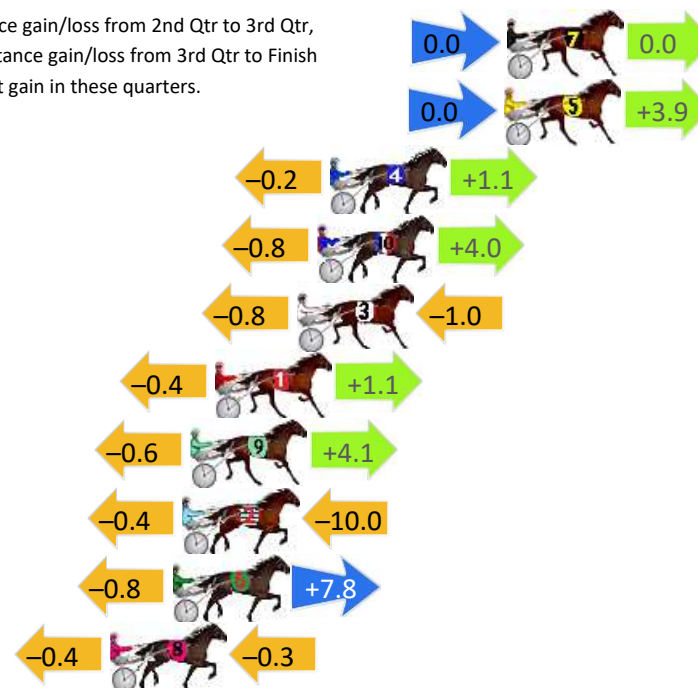 ce gain/loss from 2nd Qtr to 3rd Qtr,
tance gain/loss from 3rd Qtr to Finish
t gain in these quarters.
0.0 7 0.0
0.0 5 +3.9
–0.2 4 +1.1
–0.8 10 +4.0
–0.8 3 –1.0
–0.4 1 +1.1
–0.6 9 +4.1
–0.4 2 –10.0
–0.8 6 +7.8
–0.4 8 –0.3